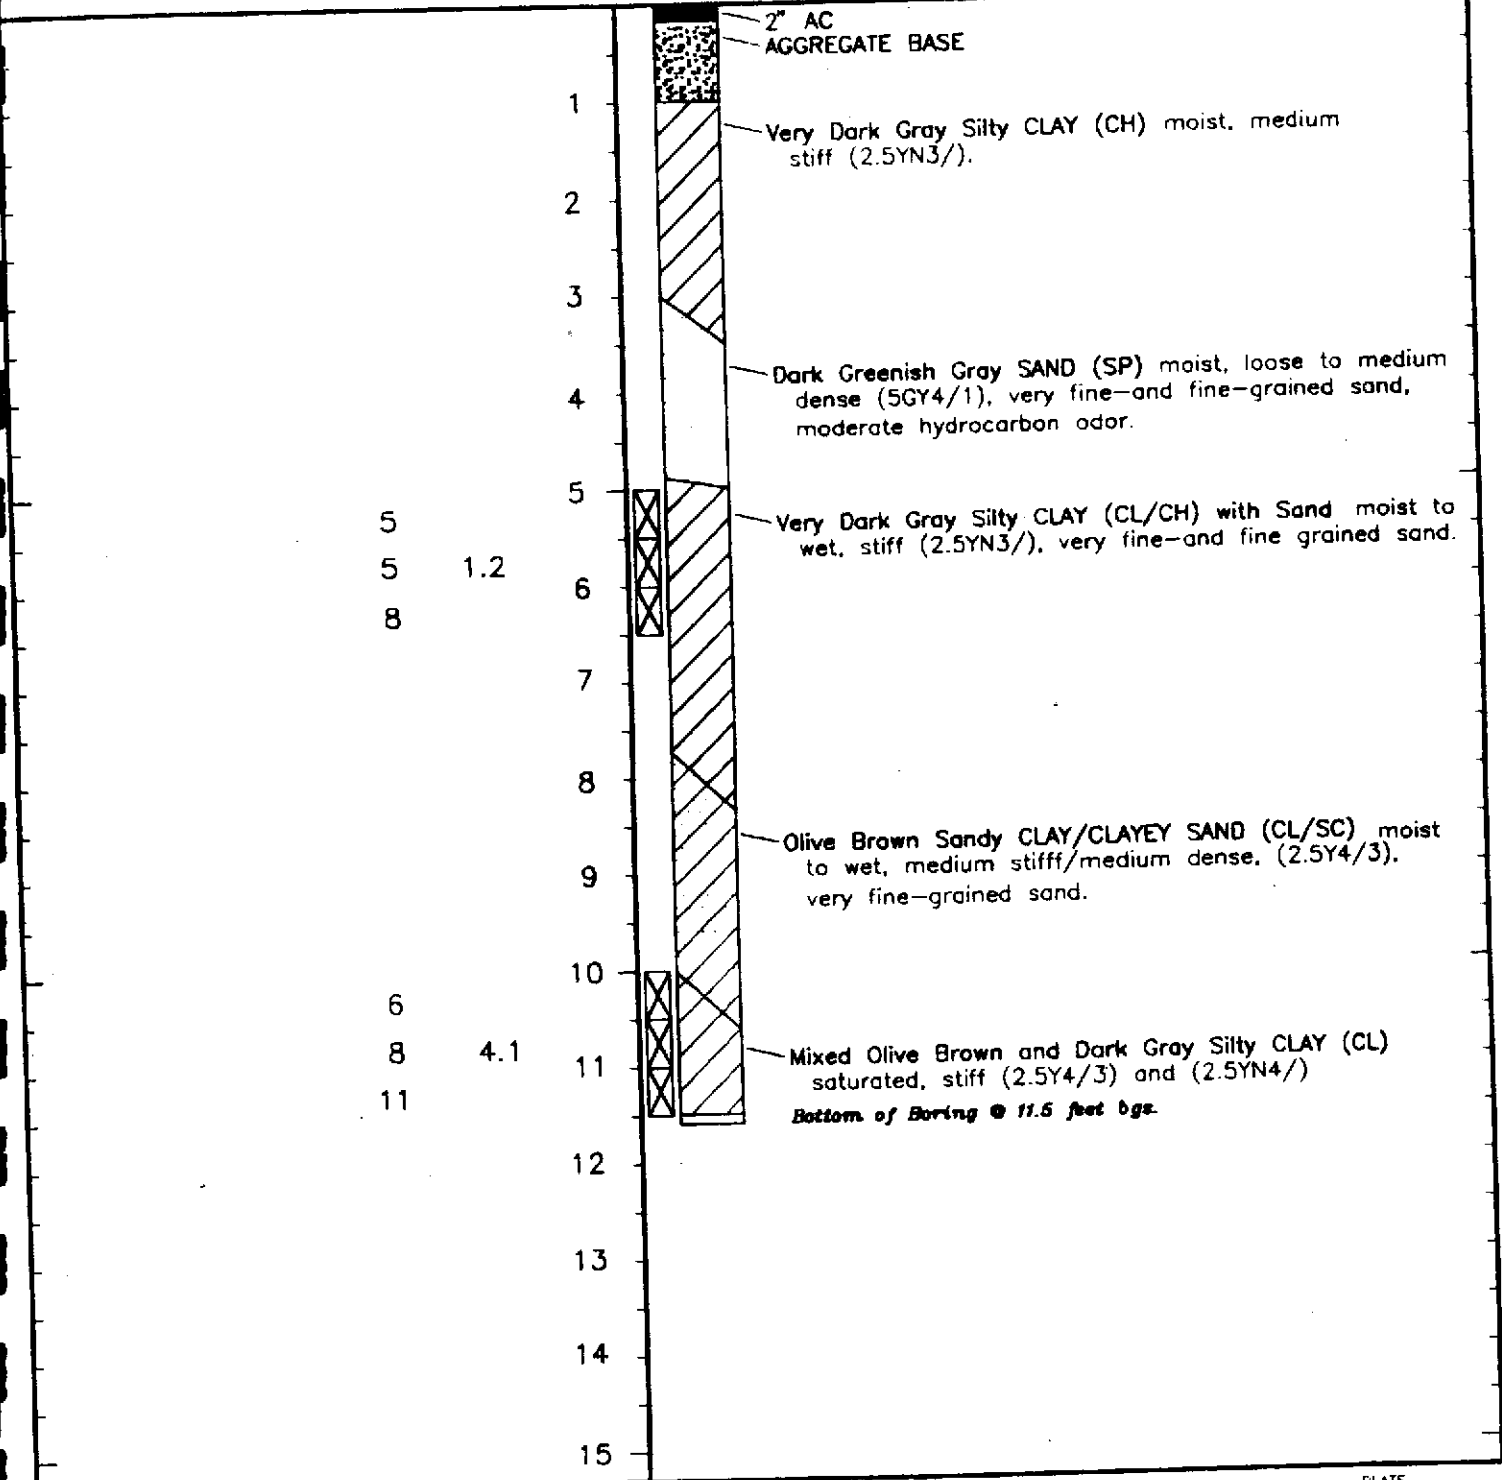 2" AC
AGGREGATE BASE
1
Very Dark Gray Silty CLAY (CH) moist, medium
stiff (2.5YN3/).
2
3
Dark Greenish Gray SAND (SP) moist, loose to medium
4
dense (5GY4/1), very fine-and fine-grained sand,
moderate hydrocarbon odor.
5
5
Very Dark Gray Silty CLAY (CL/CH) with Sand moist to
wet, stiff (2.5YN3/), very fine-and fine grained sand.
5 1.2
6
8
7
8
Olive Brown Sandy CLAY/CLAYEY SAND (CL/SC) moist
to wet, medium stifff/medium dense, (2.5Y4/3),
9
very fine-grained sand.
10
6
8 4.1
11
Mixed Olive Brown and Dark Gray Silty CLAY (CL)
saturated, stiff (2.5Y4/3) and (2.5YN4/)
11
Bottom of Boring @ 11.5 feet bgs.
12
13
14
15
PLATE